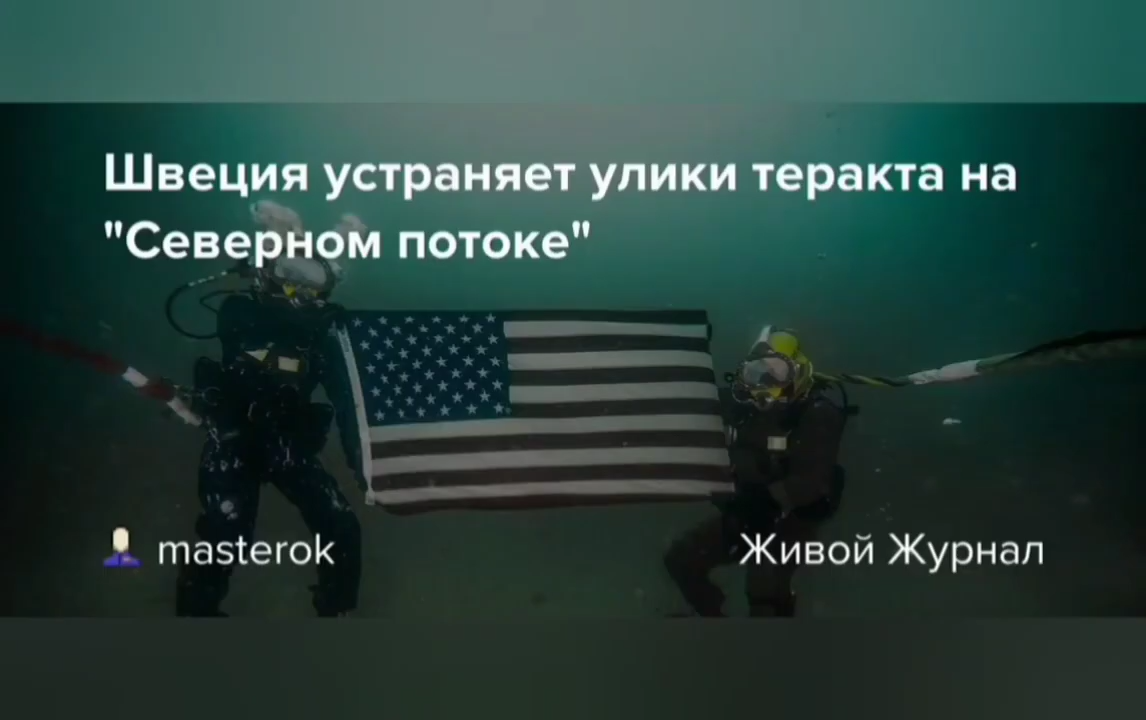 Швеция устраняет улики теракта на
"Северном потоке"
masterok
Живой Журнал